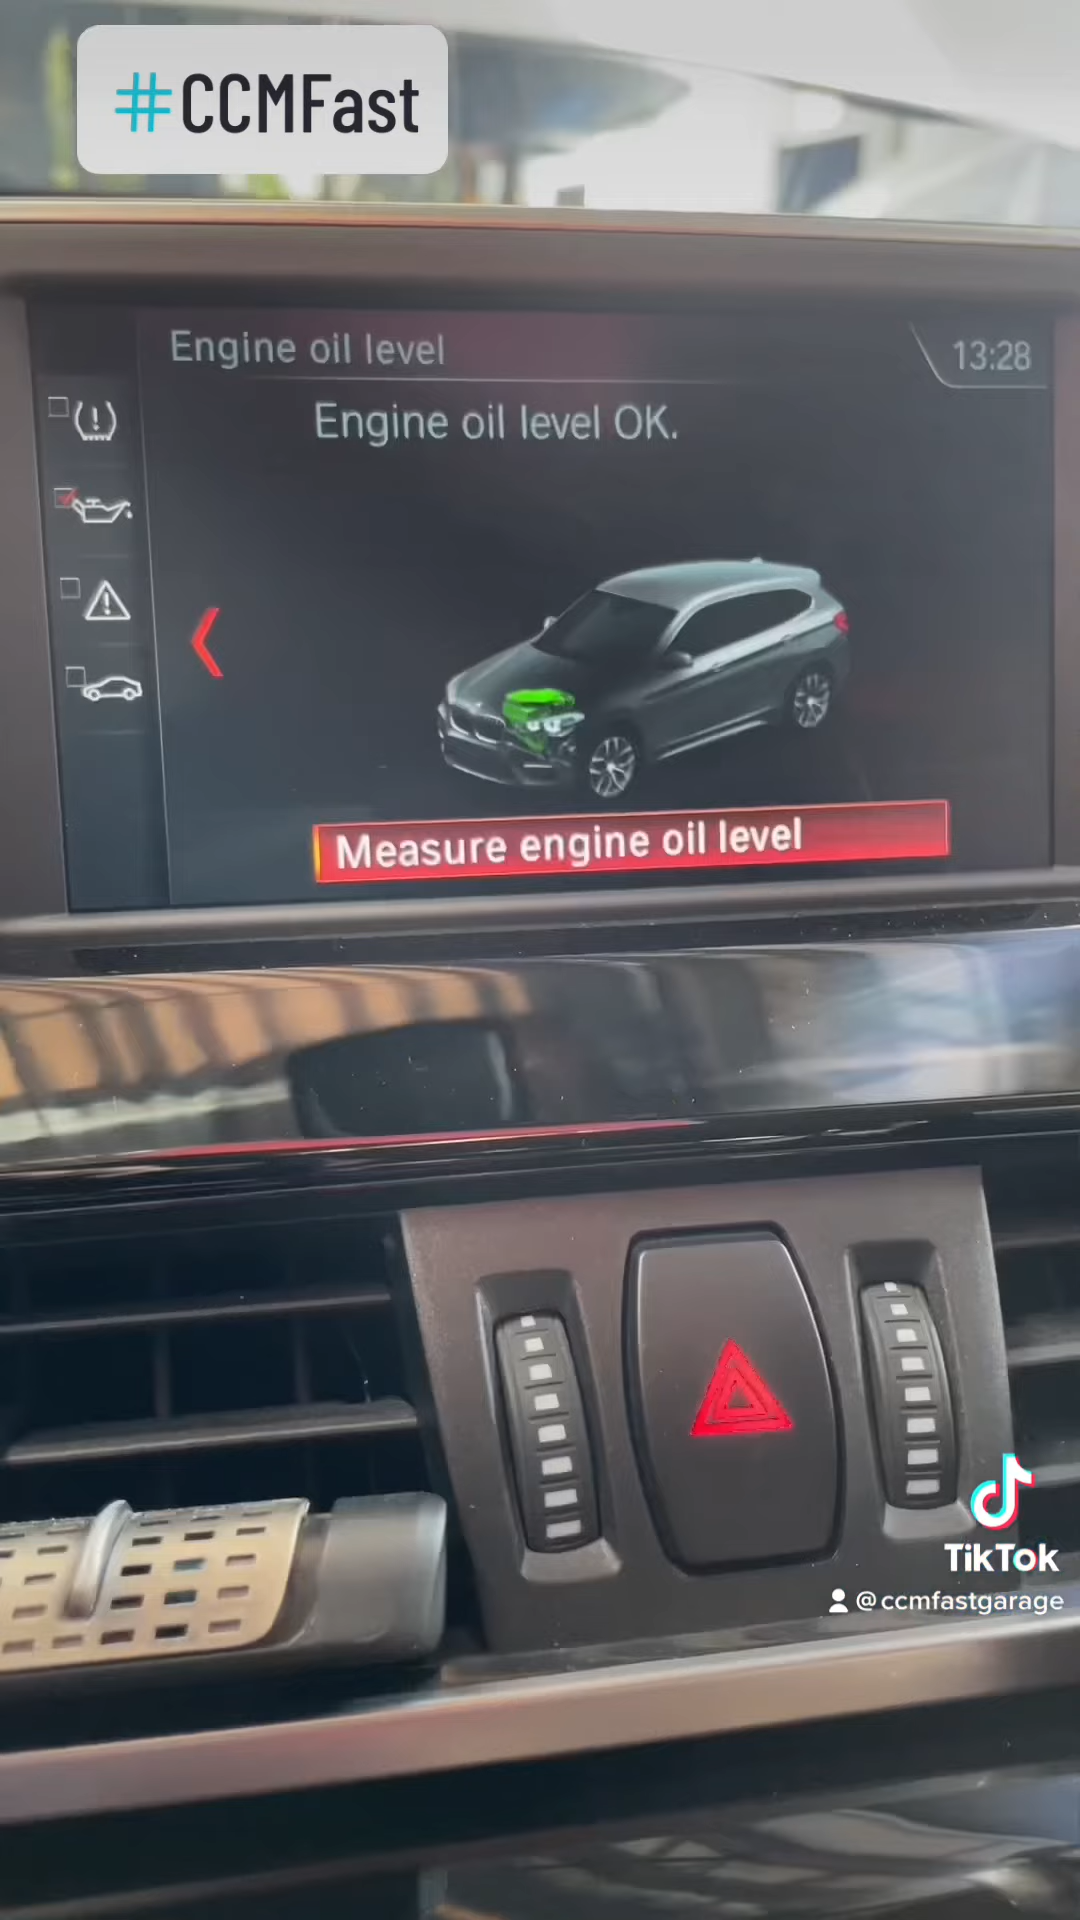 #CCMFast
Engine oil level
13:28
Engine oil level OK.
Measure engine oil level
TikTok
@ccmfastgarage